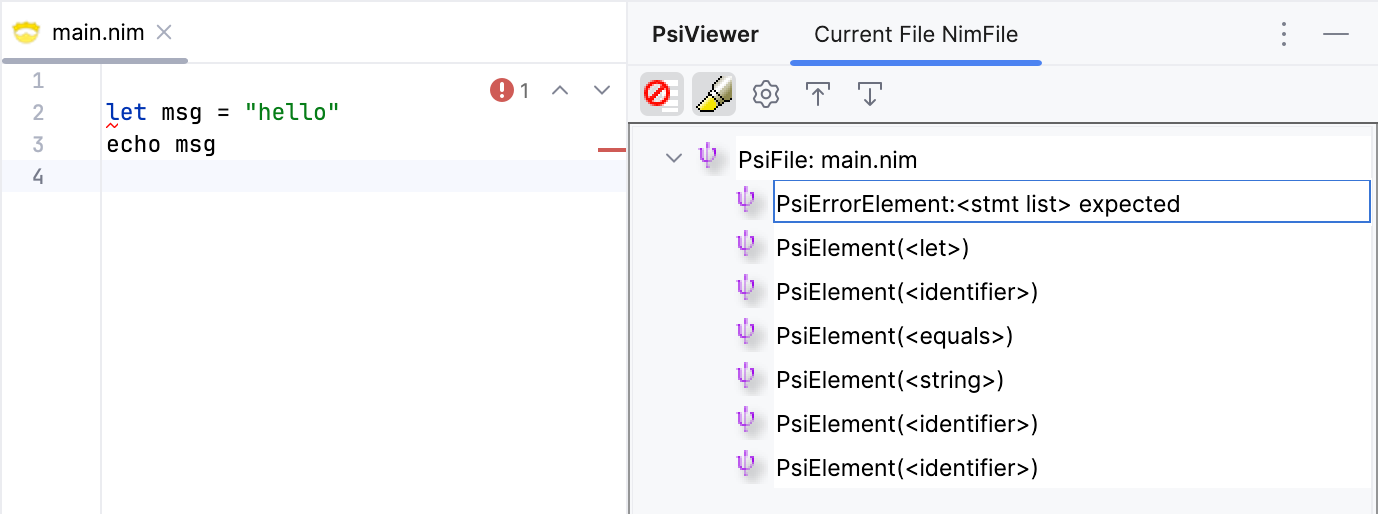 main.nim
PsiViewer
Current File NimFile
1
1
2
let msg = "hello"
3
echo msg
4
PsiFile: main.nim
PsiErrorElement:<stmt list> expected
PsiElement(<let>)
PsiElement(<identifier>)
PsiElement(<equals>)
PsiElement(<string>)
PsiElement(<identifier>)
PsiElement(<identifier>)